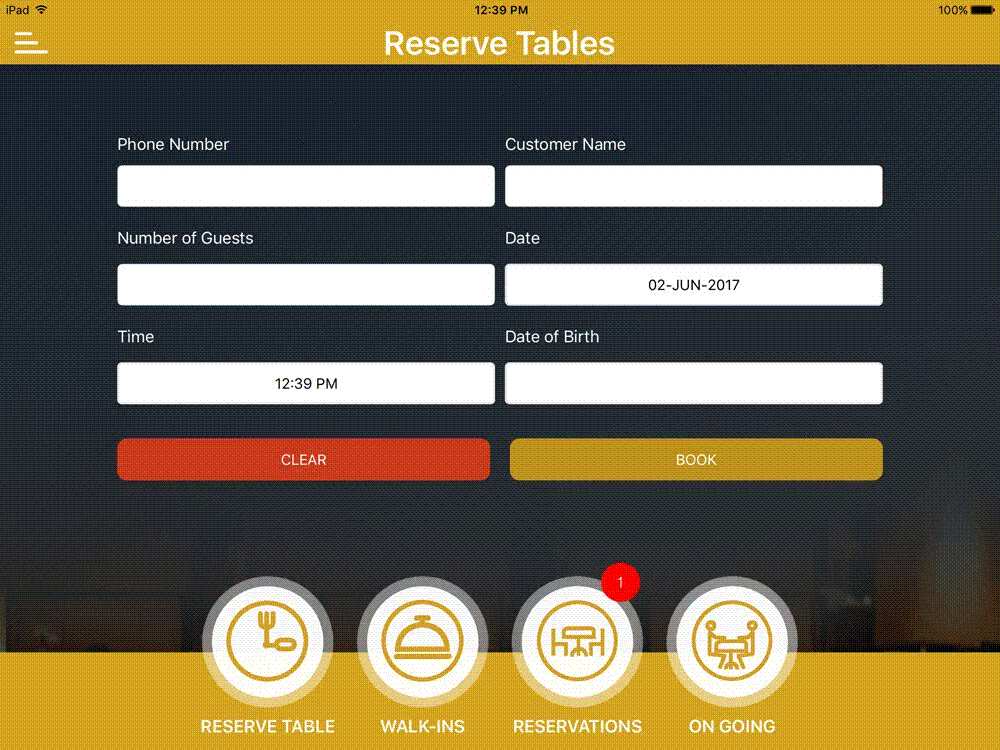 iPad 12:39 PM 100%
Reserve Tables
Phone Number Customer Name
Number of Guests Date
02-JUN-2017
Time Date of Birth
12:39 PM
CLEAR BOOK
1
RESERVE TABLE WALK-INS RESERVATIONS ON GOING